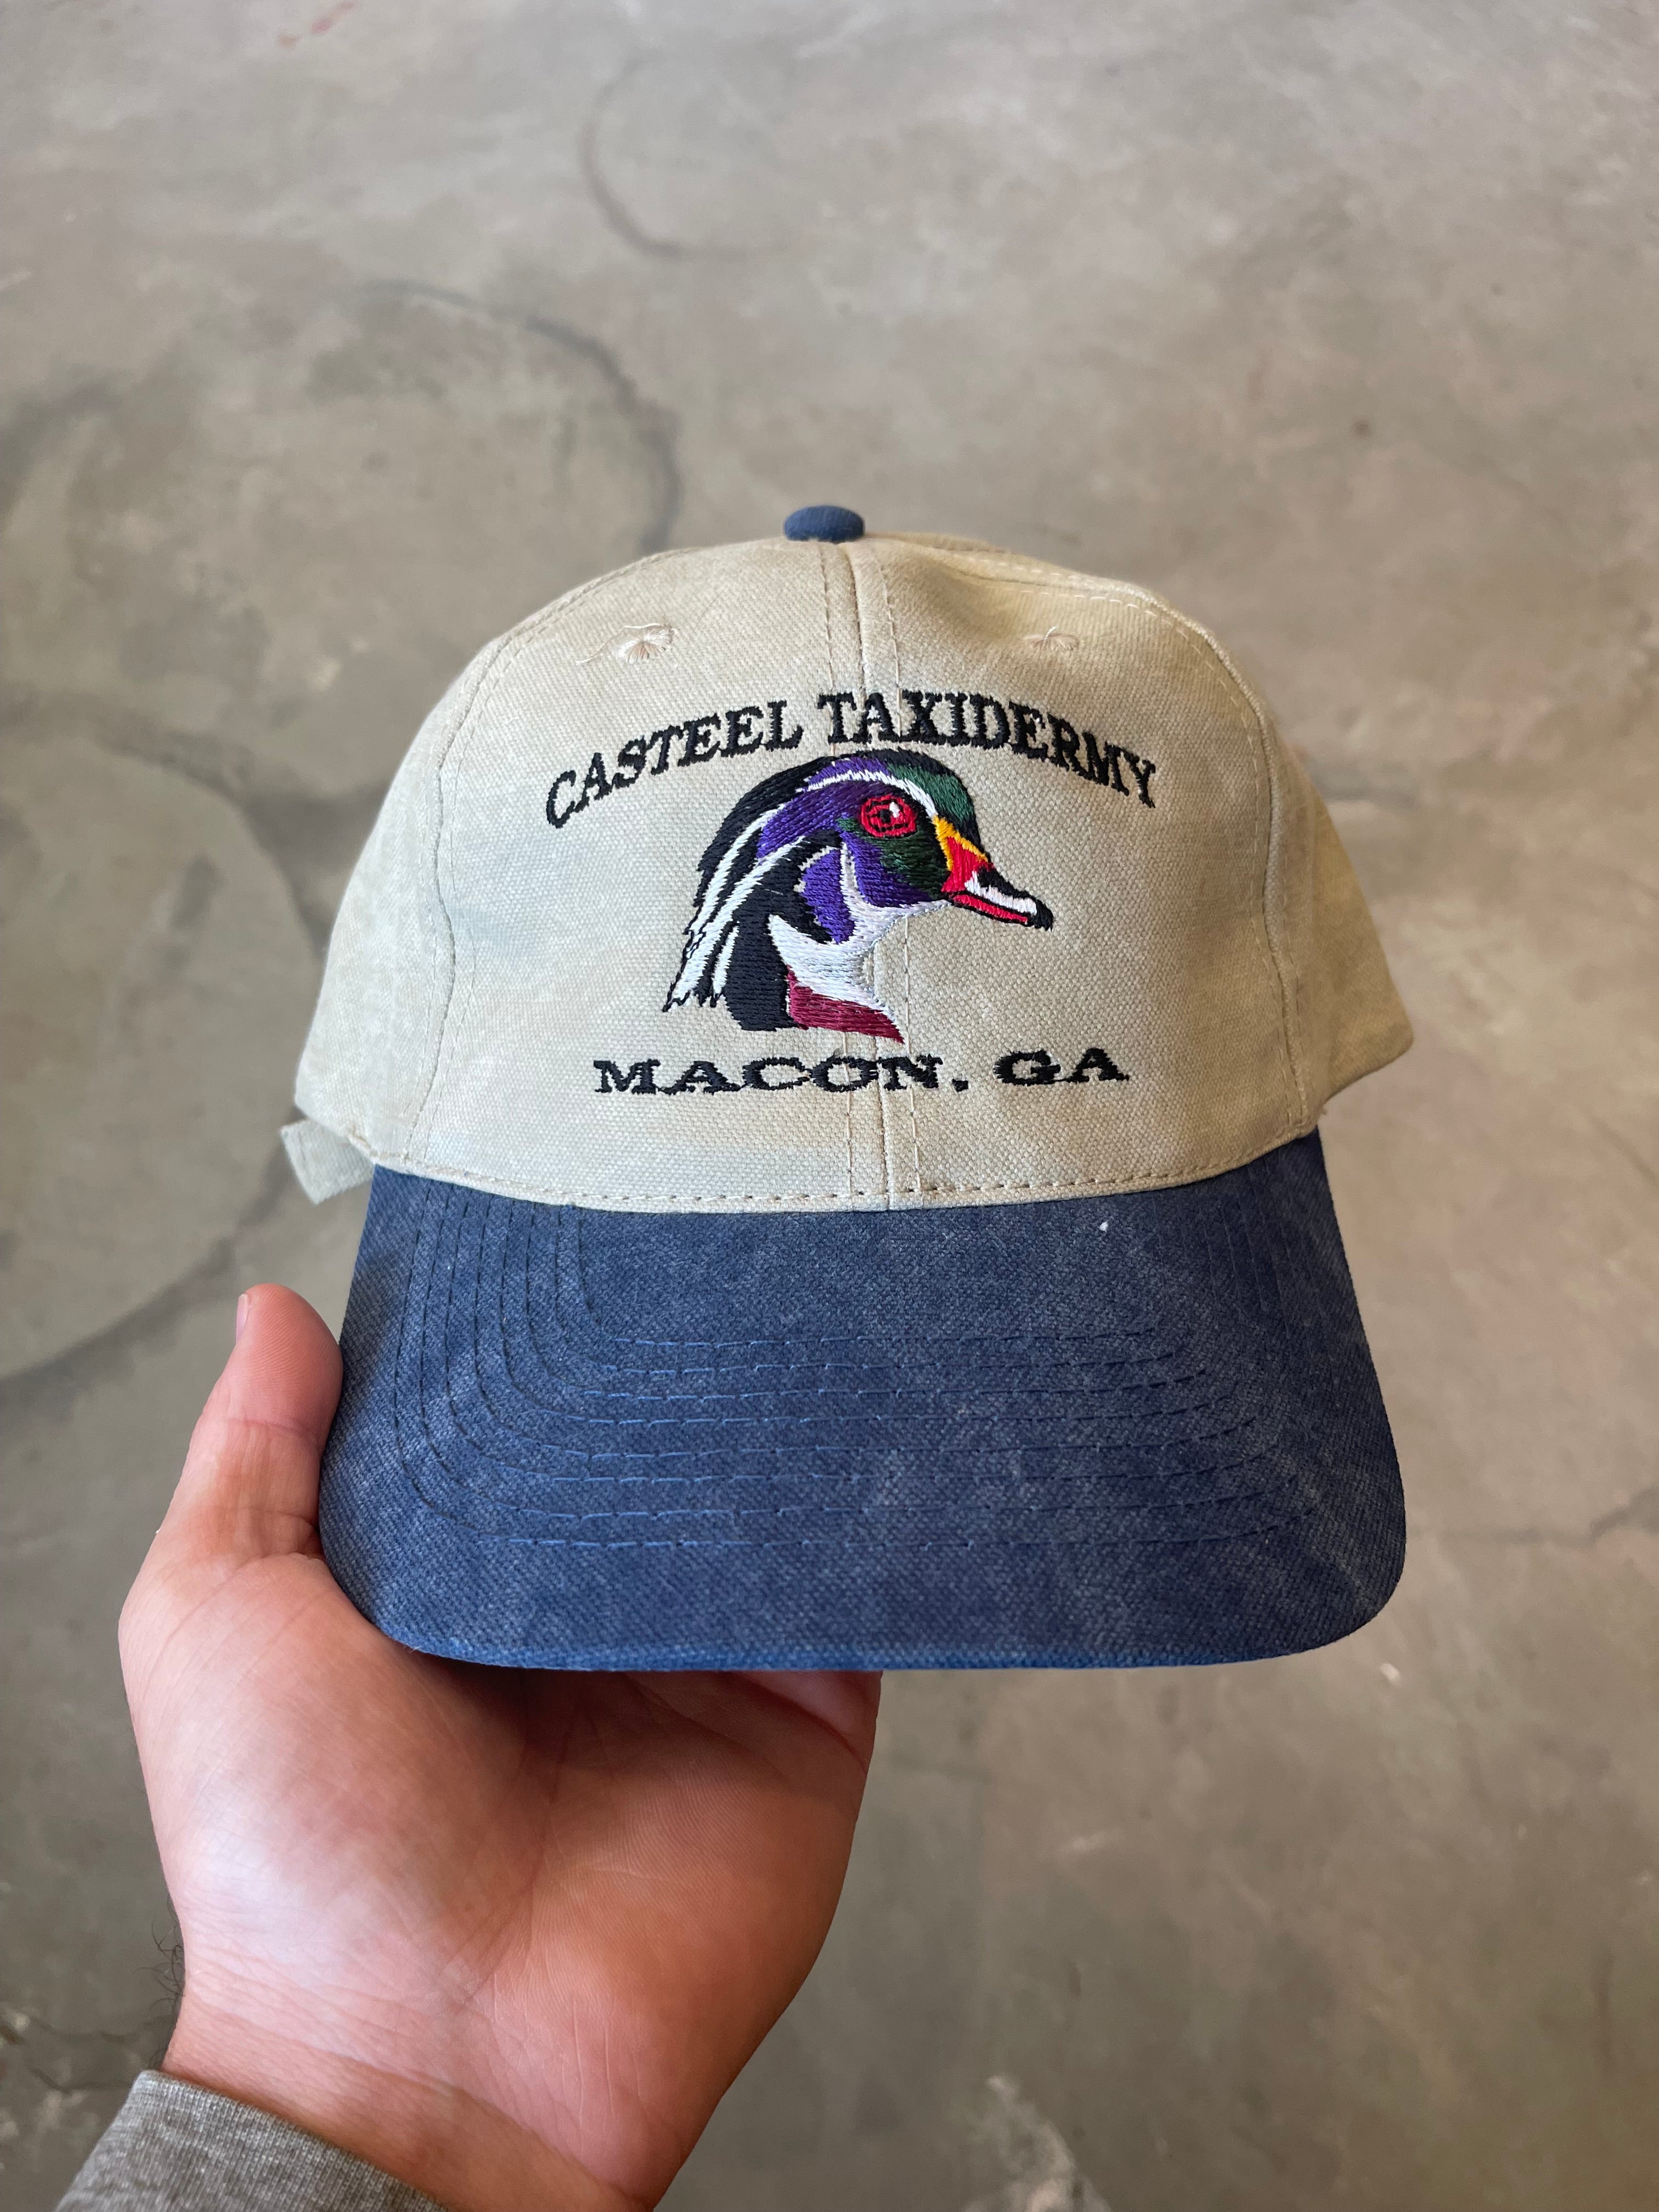 CASTEEL TAXIDERMY
MACON, GA